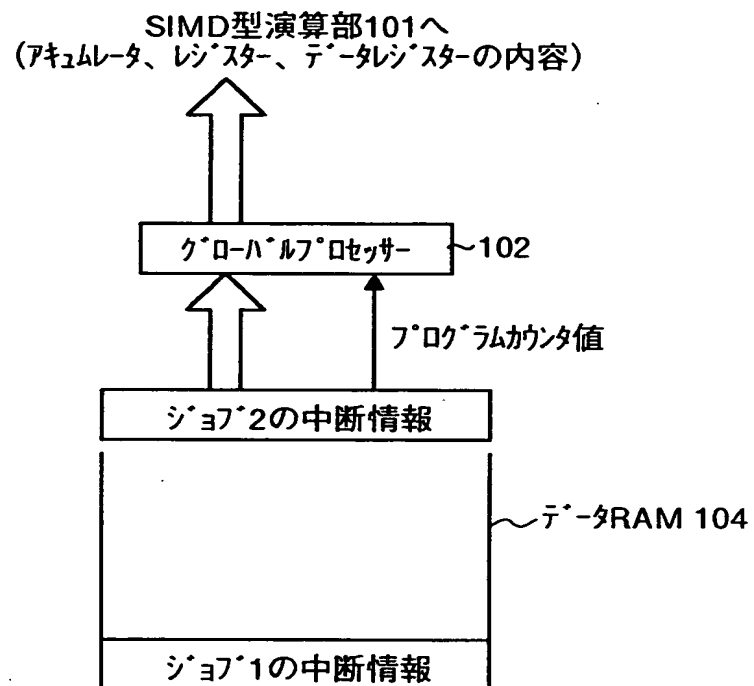 SIMD型演算部101へ
(ｱｷｭﾑﾚｰﾀ、ﾚｼﾞｽﾀｰ、ﾃﾞｰﾀﾚｼﾞｽﾀｰの内容)
ｸﾞﾛｰﾊﾞﾙﾌﾟﾛｾｯｻｰ 102
ﾌﾟﾛｸﾞﾗﾑｶｳﾝﾀ値
ｼﾞｮﾌﾞ2の中断情報
ﾃﾞｰﾀRAM 104
ｼﾞｮﾌﾞ1の中断情報